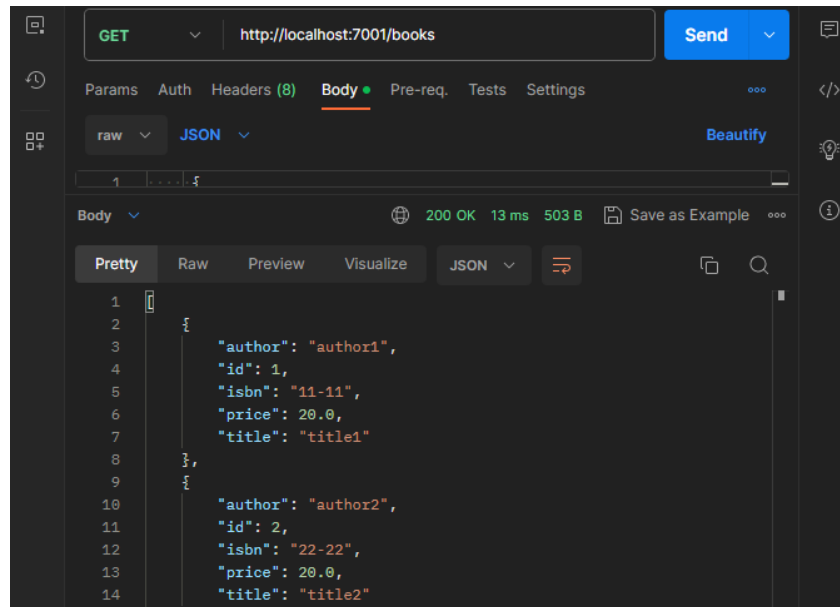 GET http://localhost:7001/books Send
Params Auth Headers (8) Body Pre-req. Tests Settings
raw JSON Beautify
1 {
Body 200 OK 13 ms 503 B Save as Example
Pretty Raw Preview Visualize JSON
1 [
2 {
3 "author": "author1",
4 "id": 1,
5 "isbn": "11-11",
6 "price": 20.0,
7 "title": "title1"
8 },
9 {
10 "author": "author2",
11 "id": 2,
12 "isbn": "22-22",
13 "price": 20.0,
14 "title": "title2"